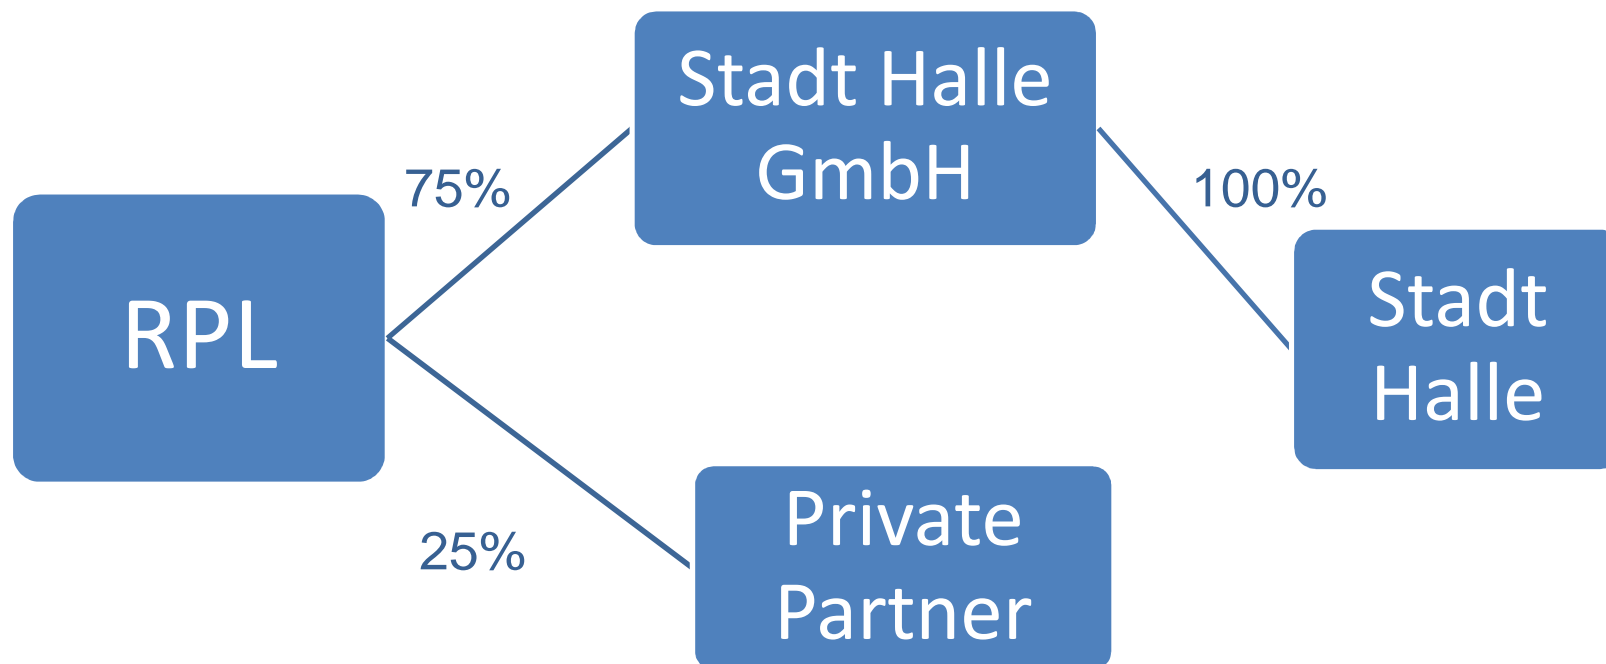 Stadt Halle
GmbH
75%
100%
RPL
Stadt
Halle
25%
Private
Partner